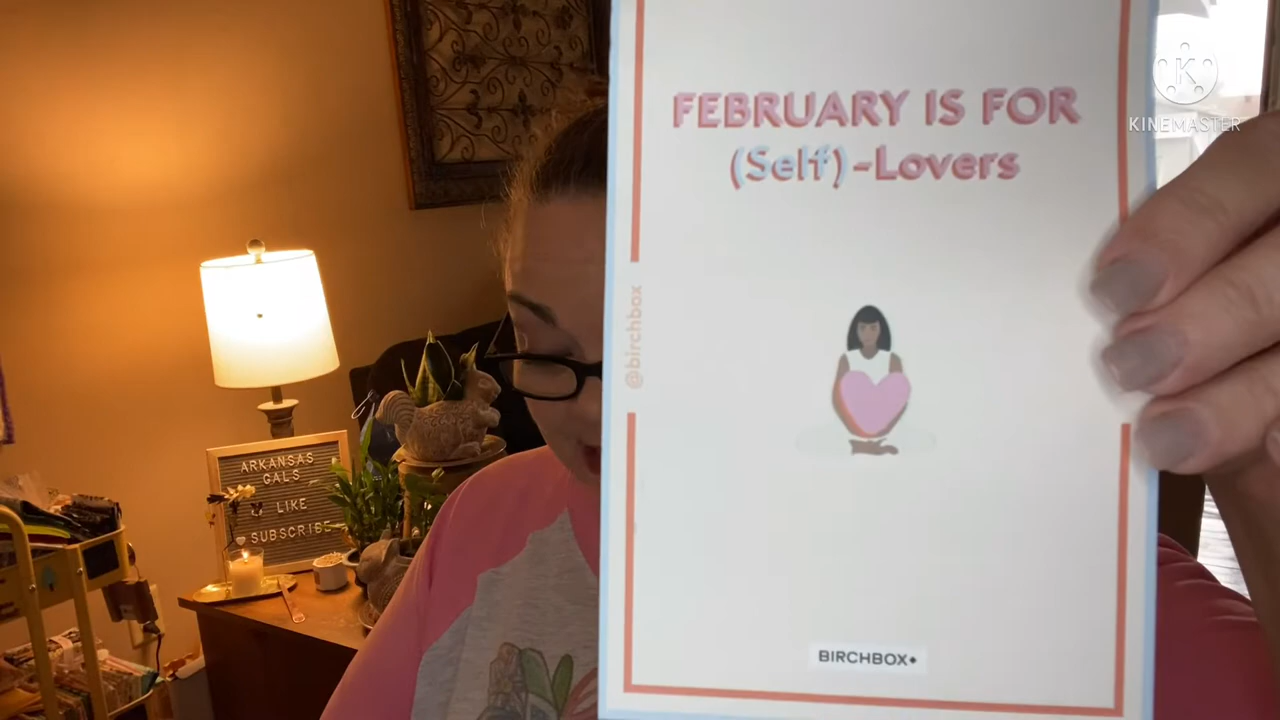 FEBRUARY IS FOR
(Self)-Lovers
@birchbox
BIRCHBOX+
ARKANSAS
GALS
LIKE
SUBSCRIBE
K
KINEMASTER